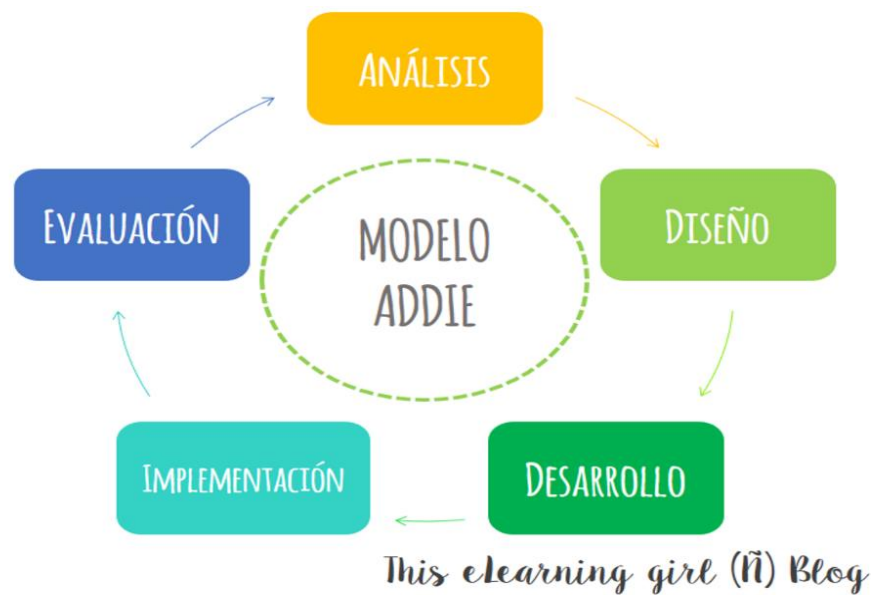 ANÁLISIS
DISEÑO
DESARROLLO
IMPLEMENTACIÓN
EVALUACIÓN
MODELO
ADDIE
This eLearning girl (Ñ) Blog